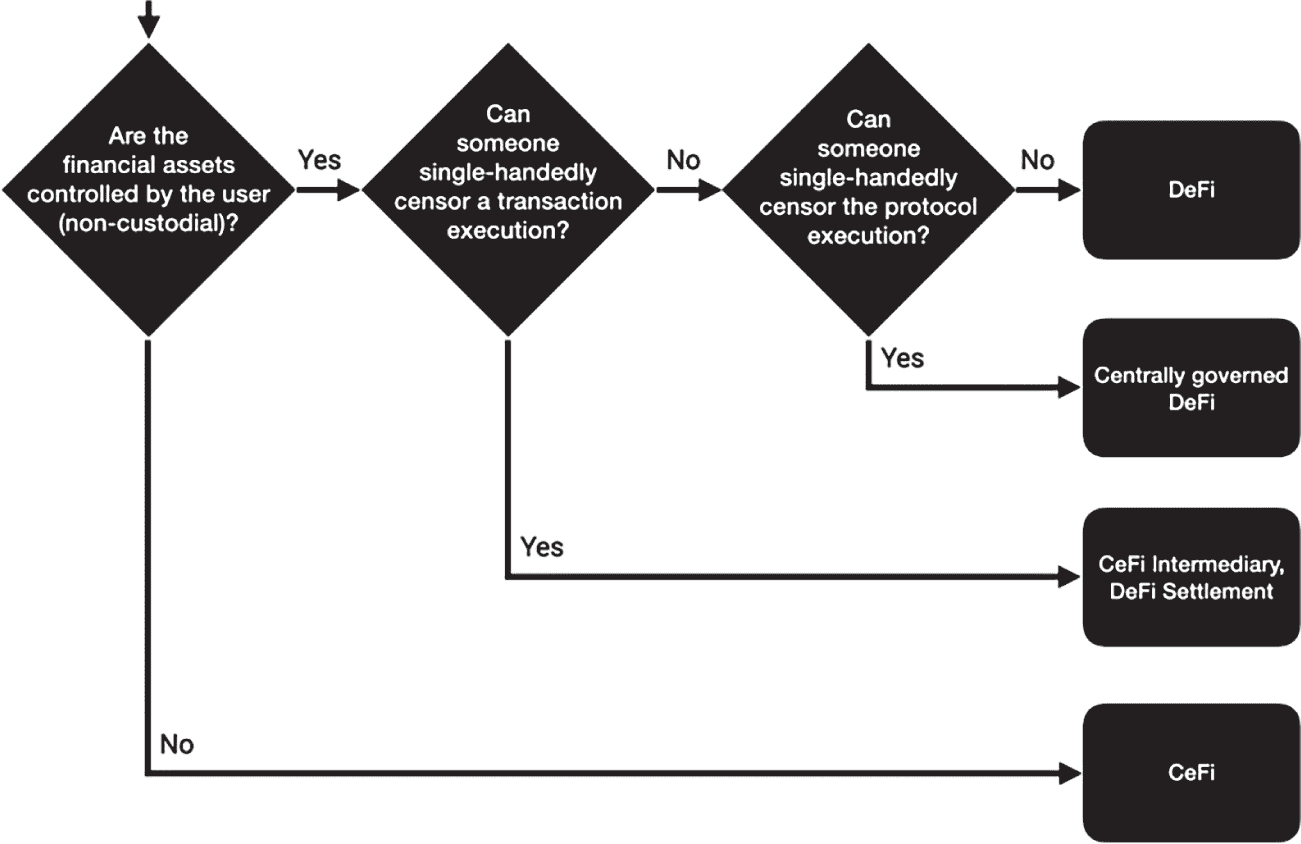 Are the
financial assets
controlled by the user
(non-custodial)?
Yes
Can
someone
single-handedly
censor a transaction
execution?
No
Can
someone
single-handedly
censor the protocol
execution?
No
DeFi
Yes
Centrally governed
DeFi
Yes
CeFi Intermediary,
DeFi Settlement
No
CeFi